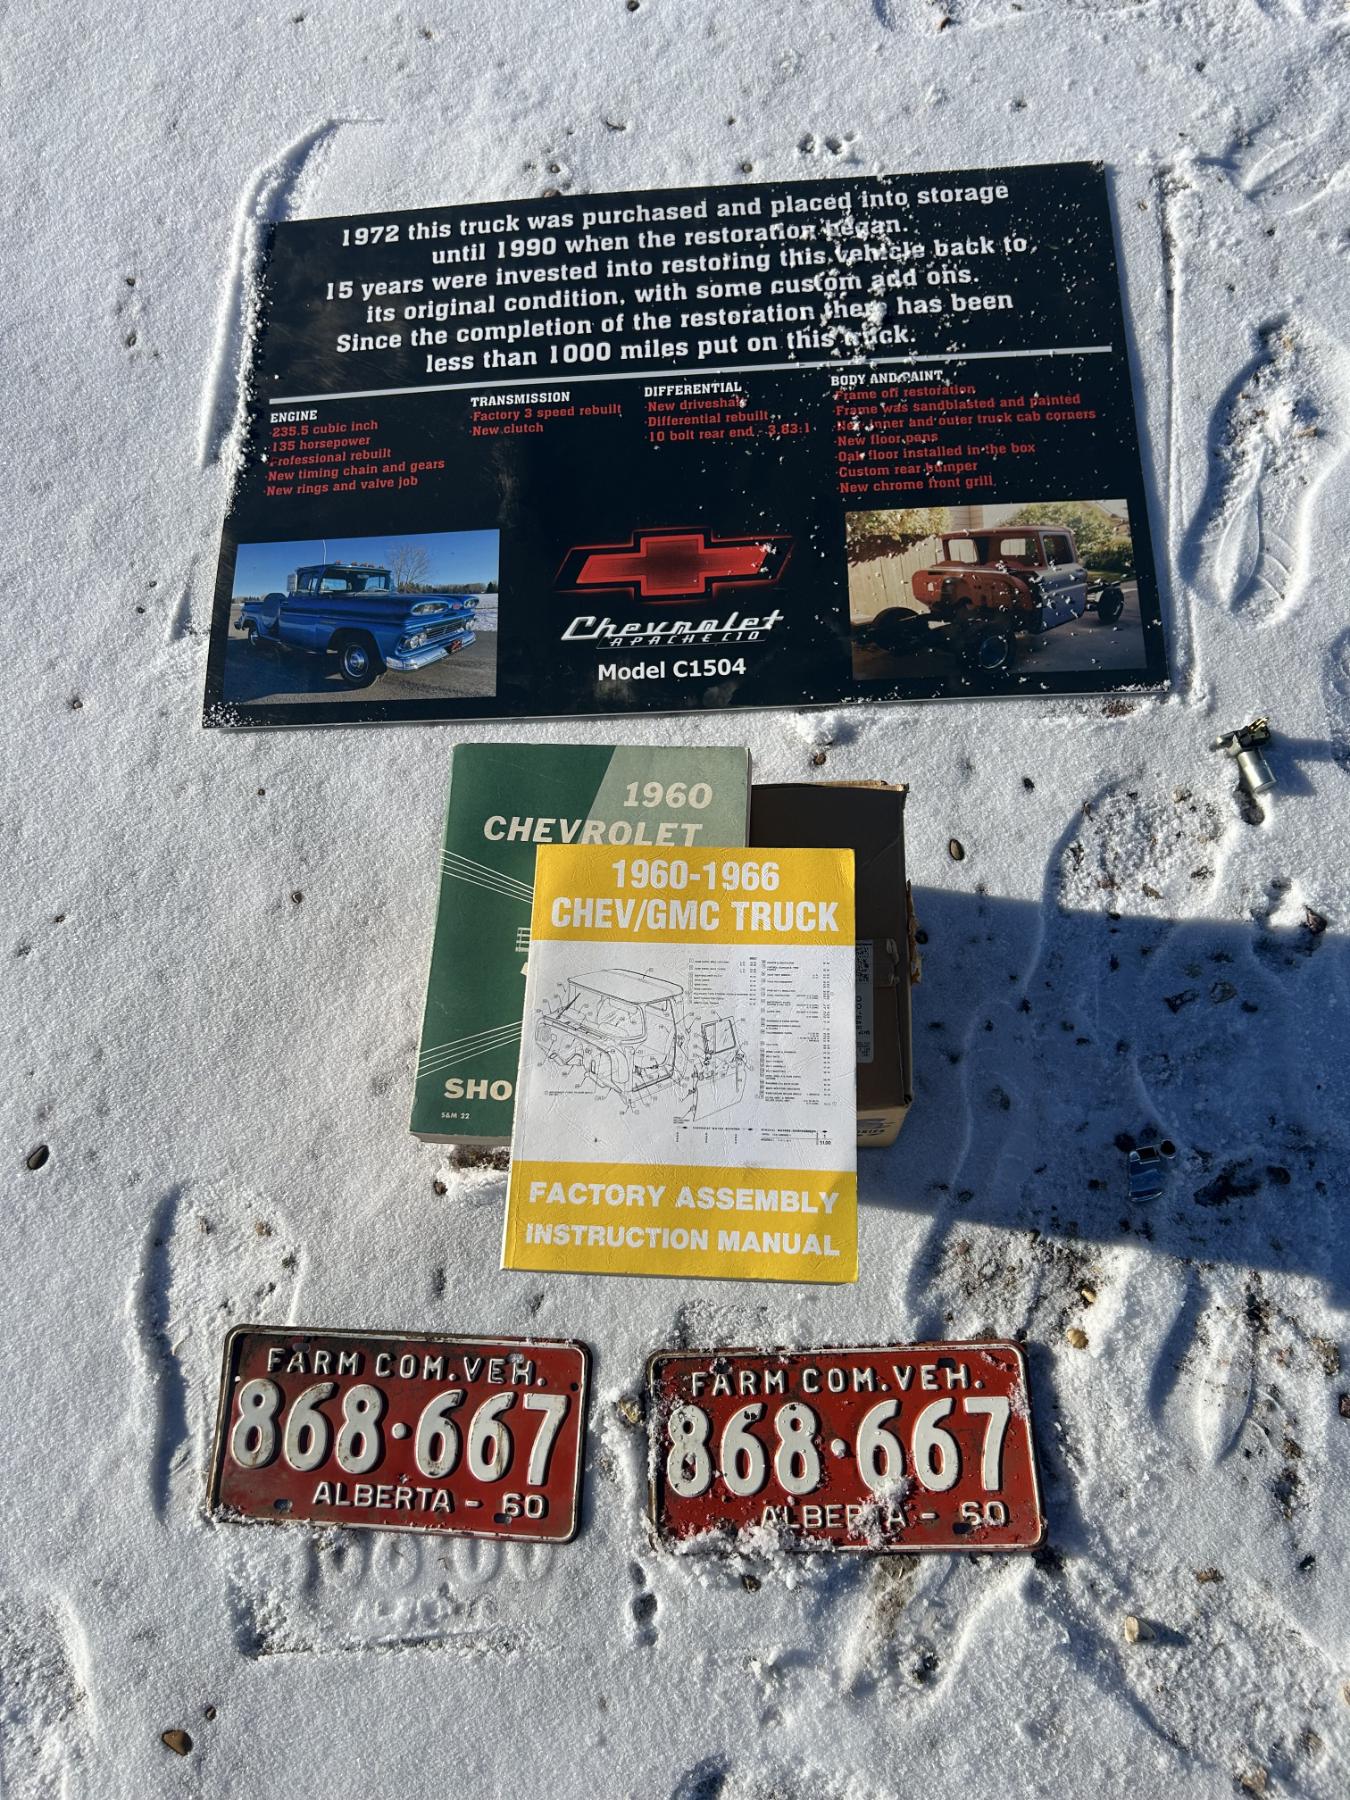 1972 this truck was purchased and placed into storage
until 1990 when the restoration began.
15 years were invested into restoring this vehicle back to
its original condition, with some custom add ons.
Since the completion of the restoration there has been
less than 1000 miles put on this truck.
ENGINE
·235.5 cubic inch
·135 horsepower
·Professional rebuilt
·New timing chain and gears
·New rings and valve job
TRANSMISSION
·Factory 3 speed rebuilt
·New clutch
DIFFERENTIAL
·New driveshaft
·Differential rebuilt
·10 bolt rear end - 3.83:1
BODY AND PAINT
·Frame off restoration
·Frame was sandblasted and painted
·New inner and outer truck cab corners
·New floor pans
·Oak floor installed in the box
·Custom rear bumper
·New chrome front grill
Chevrolet
APACHE C10
Model C1504
1960
CHEVROLET
SHO
S&M 22
1960-1966
CHEV/GMC TRUCK
FACTORY ASSEMBLY
INSTRUCTION MANUAL
FARM COM.VEH.
868·667
ALBERTA - 60
FARM COM.VEH.
868·667
ALBERTA - 60